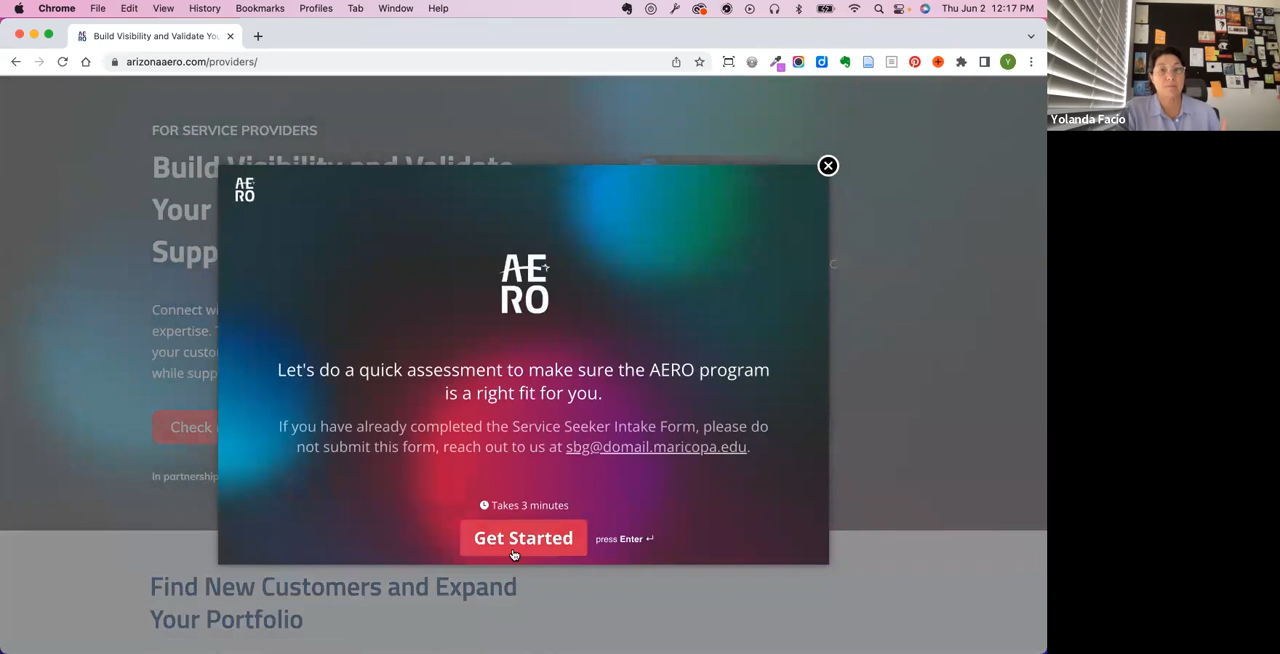 Chrome File Edit View History Bookmarks Profiles Tab Window Help Thu Jun 2 12:17 PM
Build Visibility and Validate You
arizonaaero.com/providers/
Y
Yolanda Facio
FOR SERVICE PROVIDERS
Build Visibility and Validate
Your
Supp
Connect wi
expertise. T
your custo
while supp
Check
In partnership
AE
RO
AE
RO
Let's do a quick assessment to make sure the AERO program
is a right fit for you.
If you have already completed the Service Seeker Intake Form, please do
not submit this form, reach out to us at sbg@domail.maricopa.edu.
Takes 3 minutes
Get Started press Enter ↵
Find New Customers and Expand
Your Portfolio